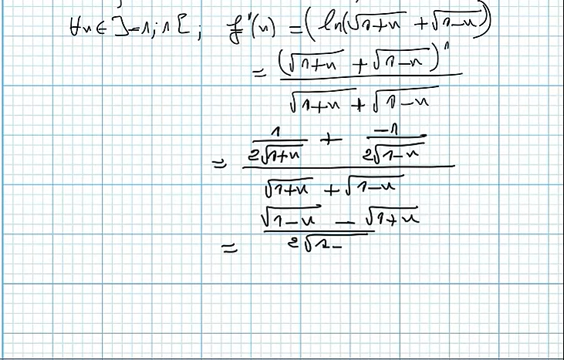 ∀x∈]-1;1[ ; f'(x) = (ln(√1+x + √1-x))
= (√1+x + √1-x)' / √1+x + √1-x
= 1/2√1+x + -1/2√1-x / √1+x + √1-x
= √1-x - √1+x / 2√1-